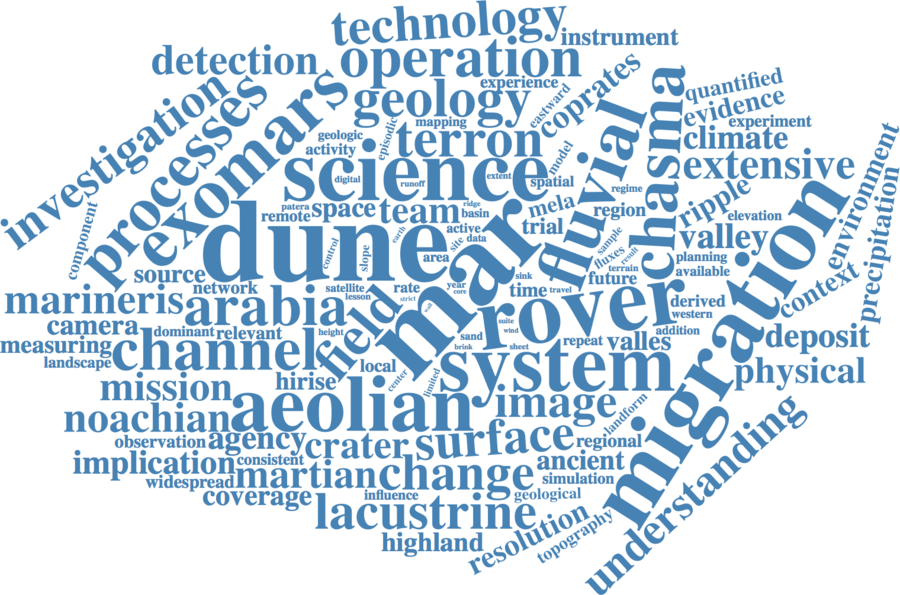 technology
instrument
detection
operation
experience
geology
eastward
coprates
quantified
evidence
mapping
experiment
investigation
processes
exomars
geologic
activity
episodic
terron
climate
extensive
science
digital
runoff
extent
model
spatial
fluvial
chasma
regime
environment
precipitation
component
patera
remote
space
team
ridge
basin
mela
trial
region
ripple
elevation
dune
control
slope
earth
active
area
site
data
mar
sample
fluxes
result
terrain
valley
planning
available
source
network
satellite
lesson
rate
strict
year
core
sink
time
travel
future
rover
migration
context
marineris
arabia
field
derived
western
camera
dominant
relevant
height
wall
sand
suite
wind
brink
sheet
repeat
valles
addition
deposit
measuring
landscape
channel
local
center
limited
system
physical
mission
hirise
noachian
aeolian
image
landform
observation
agency
crater
surface
regional
understanding
implication
consistent
widespread
martian
change
ancient
simulation
coverage
influence
geological
lacustrine
highland
resolution
topography